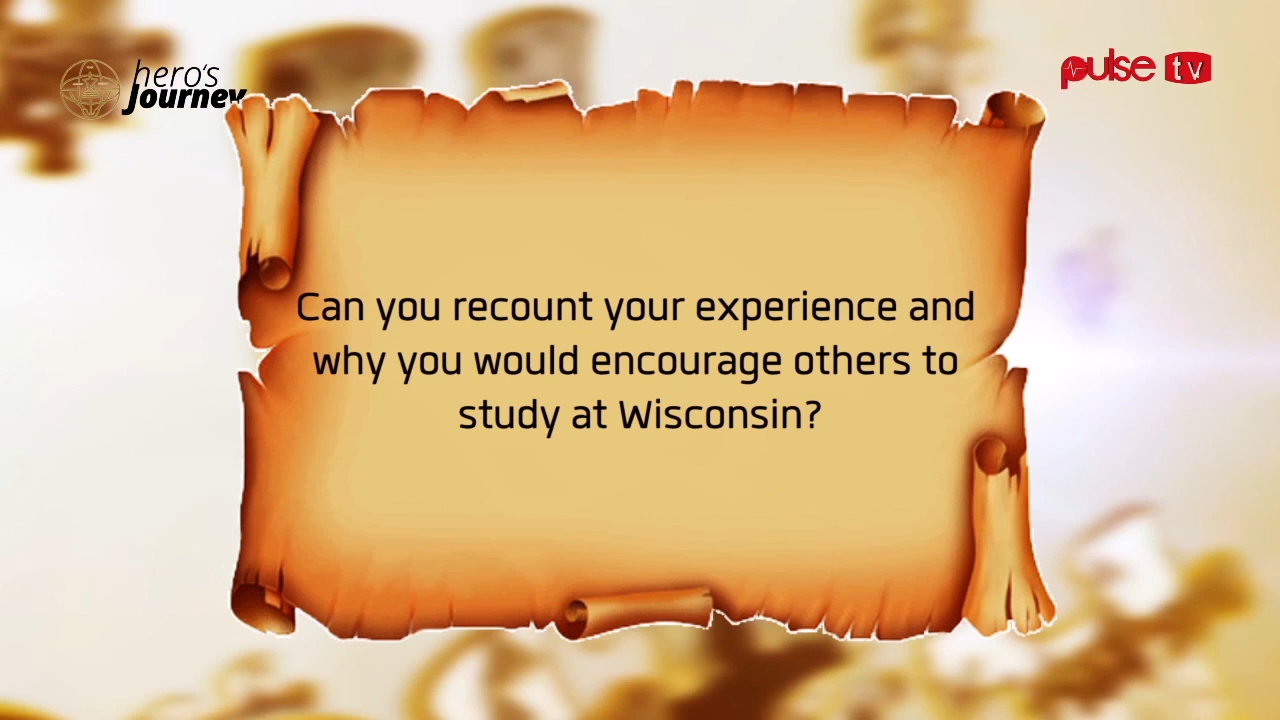 hero's
Journey
pulse tv
Can you recount your experience and
why you would encourage others to
study at Wisconsin?